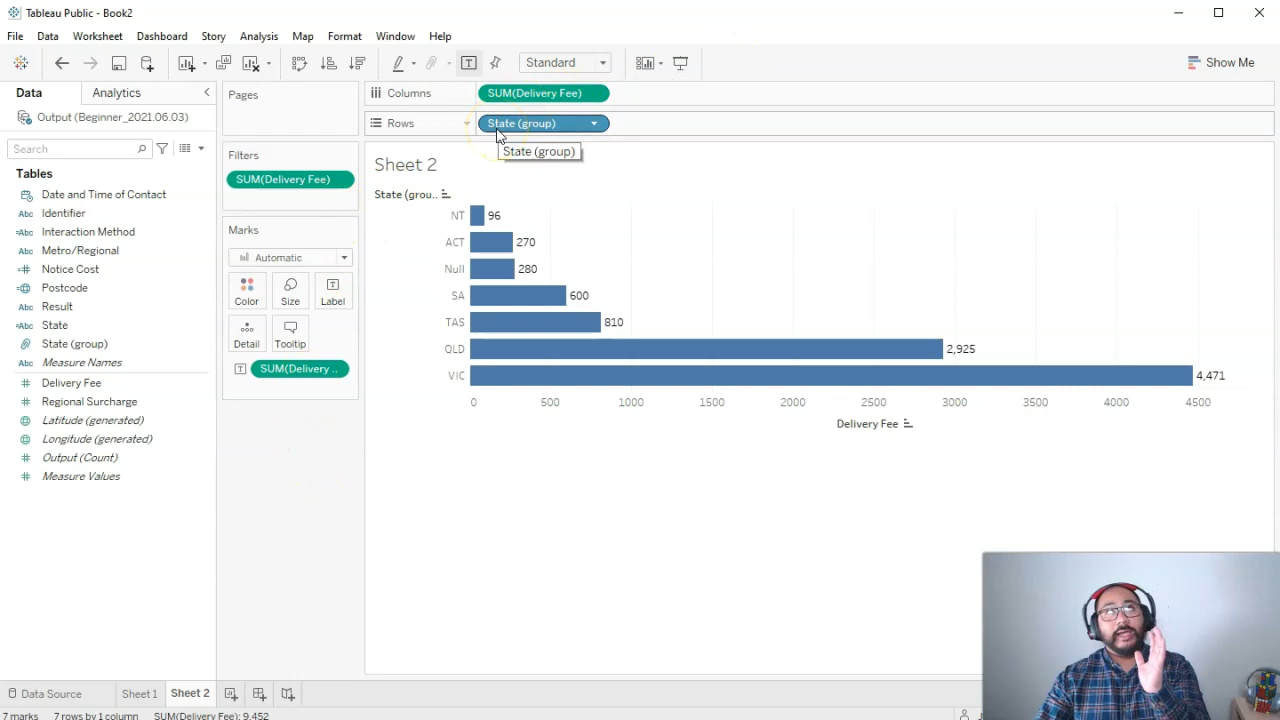 Tableau Public - Book2
File Data Worksheet Dashboard Story Analysis Map Format Window Help
Standard
Show Me
Data Analytics
Output (Beginner_2021.06.03)
Search
Tables
Date and Time of Contact
Abc Identifier
=Abc Interaction Method
Abc Metro/Regional
=# Notice Cost
Postcode
Abc Result
=Abc State
State (group)
Abc Measure Names
# Delivery Fee
# Regional Surcharge
Latitude (generated)
Longitude (generated)
# Output (Count)
# Measure Values
Pages
Filters
SUM(Delivery Fee)
Marks
Automatic
Color Size Label
Detail Tooltip
SUM(Delivery ..
Columns SUM(Delivery Fee)
Rows State (group)
State (group)
Sheet 2
State (grou..
NT 96
ACT 270
Null 280
SA 600
TAS 810
QLD 2,925
VIC 4,471
0 500 1000 1500 2000 2500 3000 3500 4000 4500
Delivery Fee
Data Source Sheet 1 Sheet 2
7 marks 7 rows by 1 column SUM(Delivery Fee): 9,452